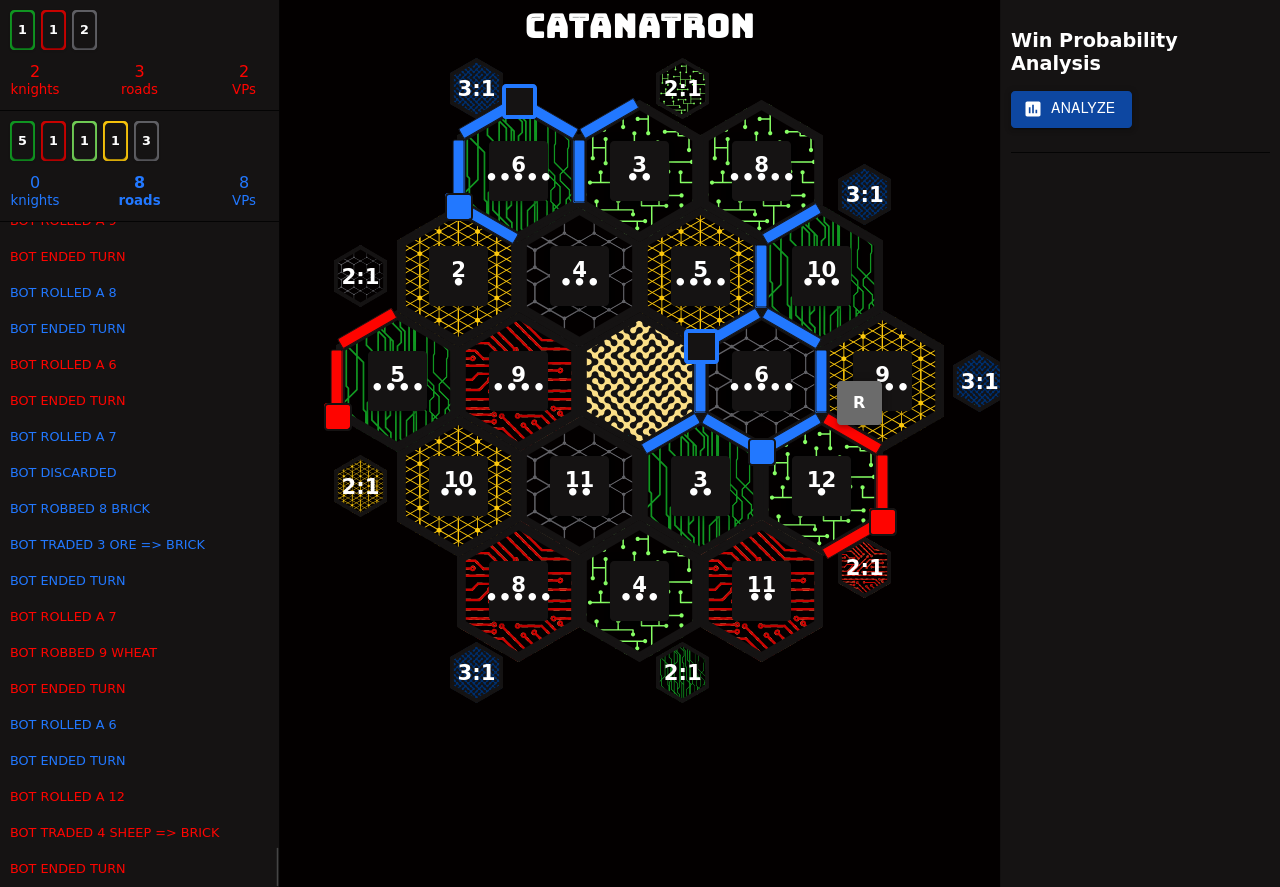 1 1 2
2 3 2
knights roads VPs
5 1 1 1 3
0 8 8
knights roads VPs
BOT ENDED TURN
BOT ROLLED A 8
BOT ENDED TURN
BOT ROLLED A 6
BOT ENDED TURN
BOT ROLLED A 7
BOT DISCARDED
BOT ROBBED 8 BRICK
BOT TRADED 3 ORE => BRICK
BOT ENDED TURN
BOT ROLLED A 7
BOT ROBBED 9 WHEAT
BOT ENDED TURN
BOT ROLLED A 6
BOT ENDED TURN
BOT ROLLED A 12
BOT TRADED 4 SHEEP => BRICK
BOT ENDED TURN
CATANATRON
3:1 2:1
6 3 8
3:1
2 4 5 10
2:1
5 9 6 9
3:1
R
10 11 3 12
2:1
8 4 11
2:1
3:1 2:1
Win Probability
Analysis
ANALYZE